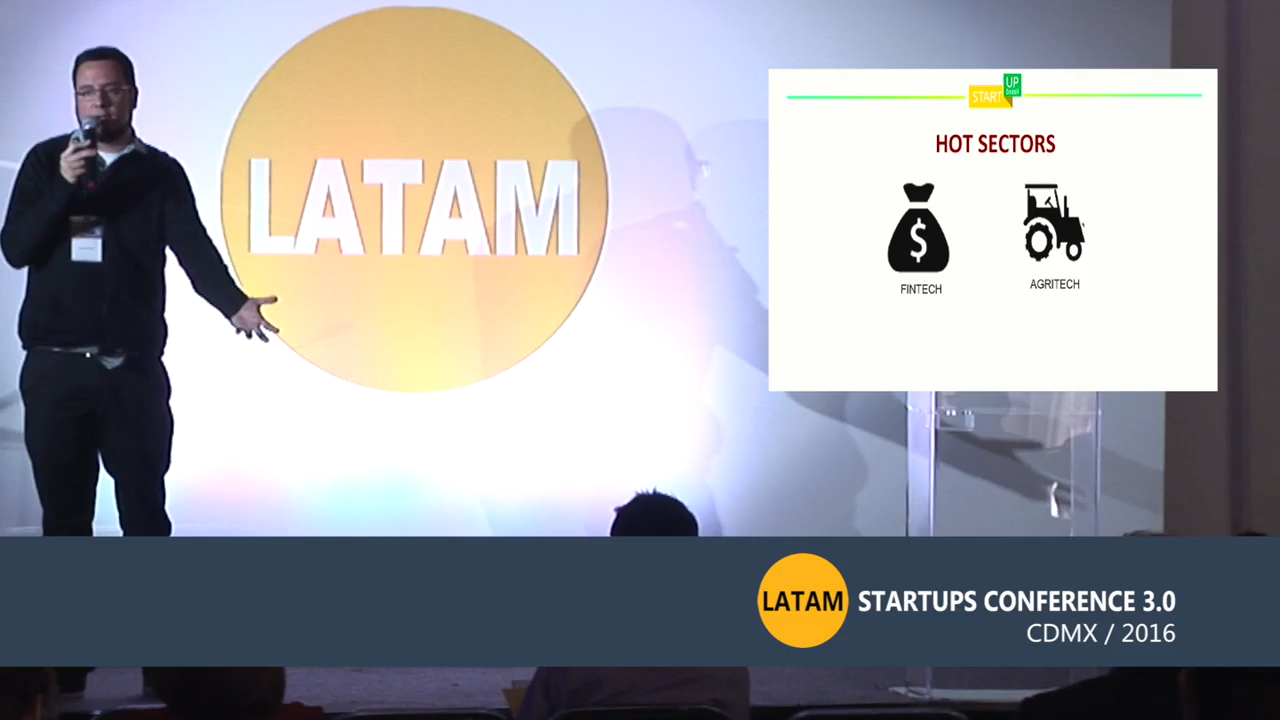 LATAM
START
UP
brasil
HOT SECTORS
FINTECH
AGRITECH
LATAM
STARTUPS CONFERENCE 3.0
CDMX / 2016